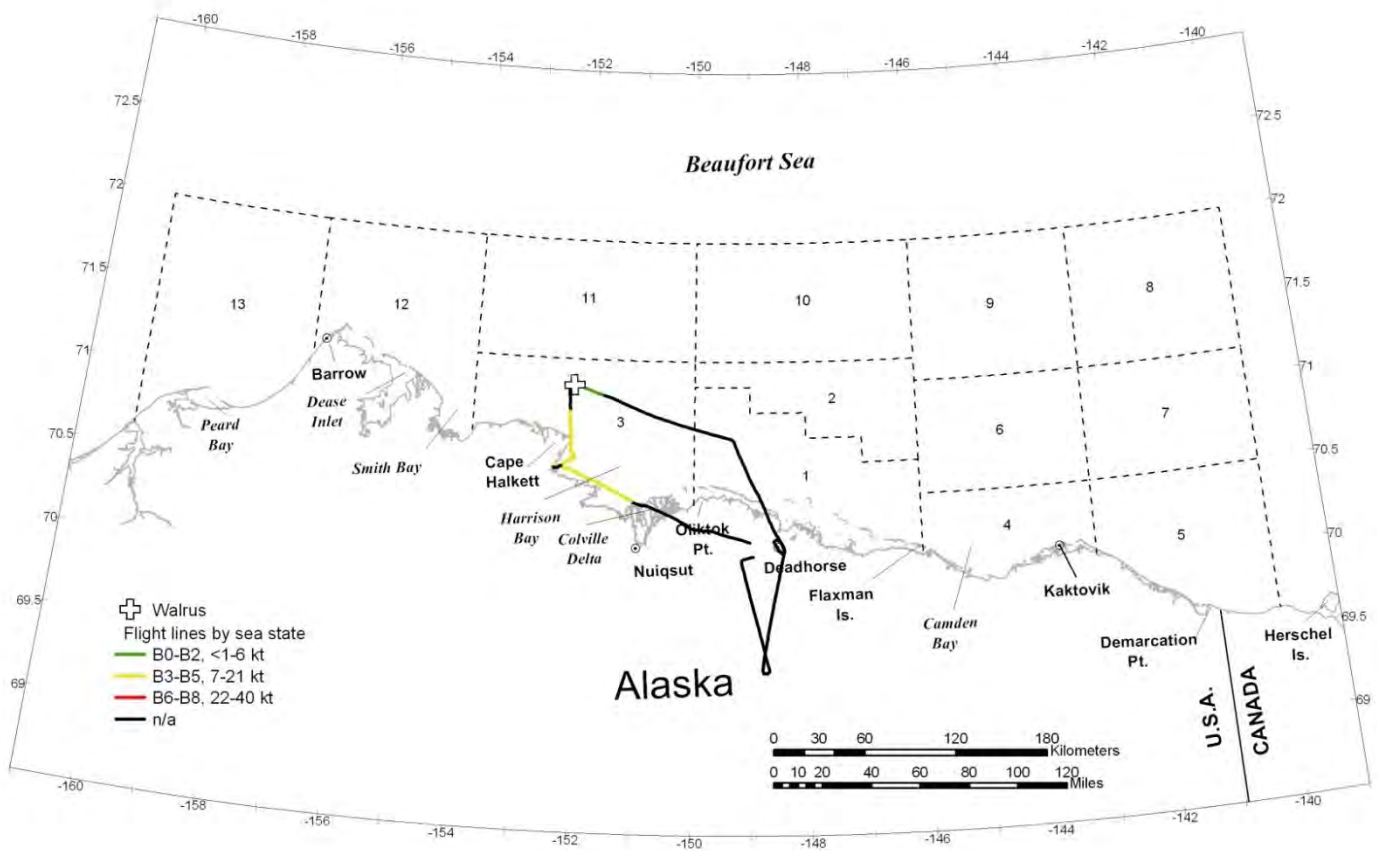 -160
-158
-156
-154
-152
-150
-148
-146
-144
-142
-140
72.5
72.5
Beaufort Sea
72
72
71.5
71.5
13
12
11
10
9
8
71
71
Barrow
Dease
Inlet
Peard
Bay
Smith Bay
3
2
6
7
70.5
70.5
Cape
Halkett
1
Harrison
Bay
Colville
Delta
Oliktok
Pt.
4
5
70
70
Nuiqsut
Deadhorse
Flaxman
Is.
Kaktovik
Camden
Bay
Demarcation
Pt.
Herschel
Is.
69.5
69.5
Walrus
Flight lines by sea state
B0-B2, <1-6 kt
B3-B5, 7-21 kt
B6-B8, 22-40 kt
n/a
69
69
Alaska
U.S.A.
CANADA
0 30 60 120 180
Kilometers
0 10 20 40 60 80 100 120
Miles
-160
-158
-156
-154
-152
-150
-148
-146
-144
-142
-140